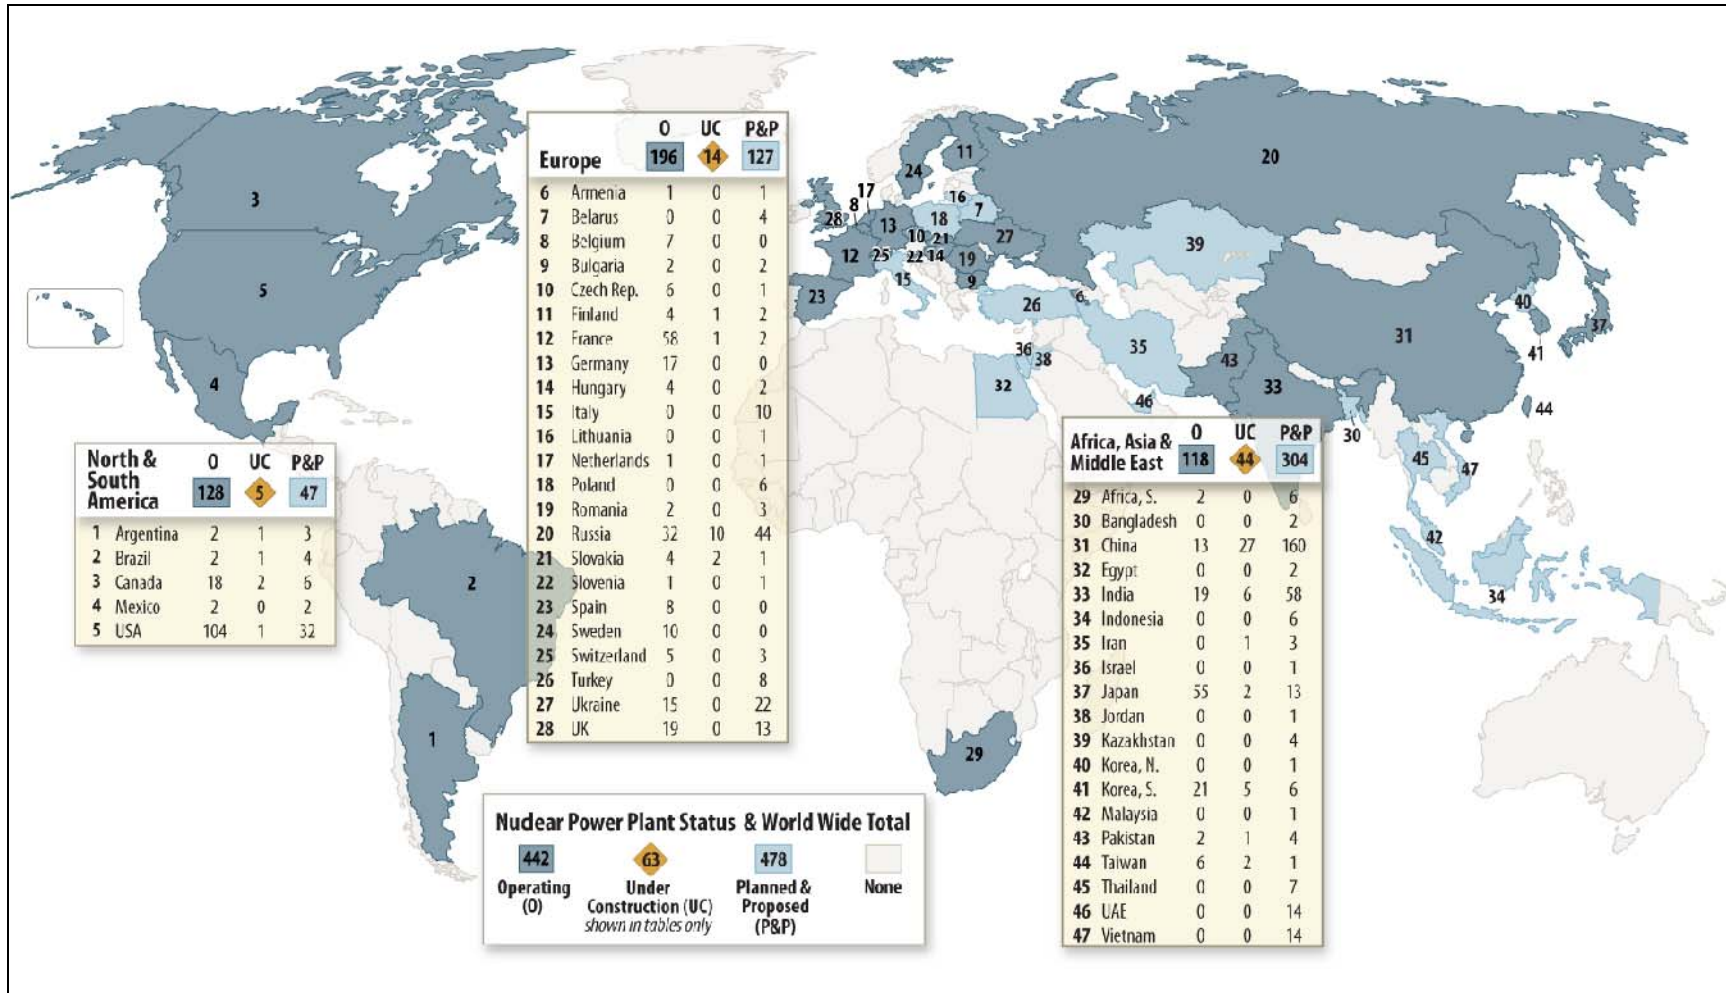 O UC P&P
Europe 196 14 127
6 Armenia 1 0 1
7 Belarus 0 0 4
8 Belgium 7 0 0
9 Bulgaria 2 0 2
10 Czech Rep. 6 0 1
11 Finland 4 1 2
12 France 58 1 2
13 Germany 17 0 0
14 Hungary 4 0 2
15 Italy 0 0 10
16 Lithuania 0 0 1
17 Netherlands 1 0 1
18 Poland 0 0 6
19 Romania 2 0 3
20 Russia 32 10 44
21 Slovakia 4 2 1
22 Slovenia 1 0 1
23 Spain 8 0 0
24 Sweden 10 0 0
25 Switzerland 5 0 3
26 Turkey 0 0 8
27 Ukraine 15 0 22
28 UK 19 0 13
North & South America
O UC P&P
128 5 47
1 Argentina 2 1 3
2 Brazil 2 1 4
3 Canada 18 2 6
4 Mexico 2 0 2
5 USA 104 1 32
Africa, Asia & Middle East
O UC P&P
118 44 304
29 Africa, S. 2 0 6
30 Bangladesh 0 0 2
31 China 13 27 160
32 Egypt 0 0 2
33 India 19 6 58
34 Indonesia 0 0 6
35 Iran 0 1 3
36 Israel 0 0 1
37 Japan 55 2 13
38 Jordan 0 0 1
39 Kazakhstan 0 0 4
40 Korea, N. 0 0 1
41 Korea, S. 21 5 6
42 Malaysia 0 0 1
43 Pakistan 2 1 4
44 Taiwan 6 2 1
45 Thailand 0 0 7
46 UAE 0 0 14
47 Vietnam 0 0 14
Nuclear Power Plant Status & World Wide Total
442 63 478
Operating (O)
Under Construction (UC)
shown in tables only
Planned & Proposed (P&P)
None
3
5
4
2
1
20
11
24
17
16
8
7
28
13
18
10
21
27
12
25
22
14
19
15
9
23
26
6
39
40
37
31
41
36
38
35
43
33
32
46
44
30
45
47
42
34
29